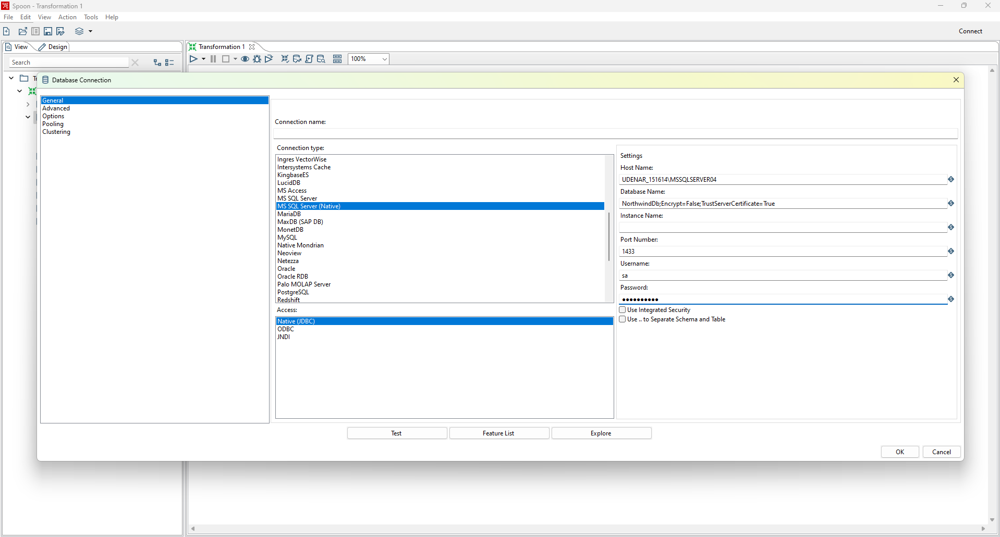 Spoon - Transformation 1
File Edit View Action Tools Help
Connect
View Design
Transformation 1
Search
100%
Database Connection
General
Advanced
Options
Pooling
Clustering
Connection name:
Connection type:
Ingres VectorWise
Intersystems Cache
KingbaseES
LucidDB
MS Access
MS SQL Server
MS SQL Server (Native)
MariaDB
MaxDB (SAP DB)
MonetDB
MySQL
Native Mondrian
Neoview
Netezza
Oracle
Oracle RDB
Palo MOLAP Server
PostgreSQL
Redshift
Access:
Native (JDBC)
ODBC
JNDI
Settings
Host Name:
UDENAR_151614\MSSQLSERVER04
Database Name:
NorthwindDb;Encrypt=False;TrustServerCertificate=True
Instance Name:
Port Number:
1433
Username:
sa
Password:
••••••••••
Use Integrated Security
Use .. to Separate Schema and Table
Test Feature List Explore
OK Cancel